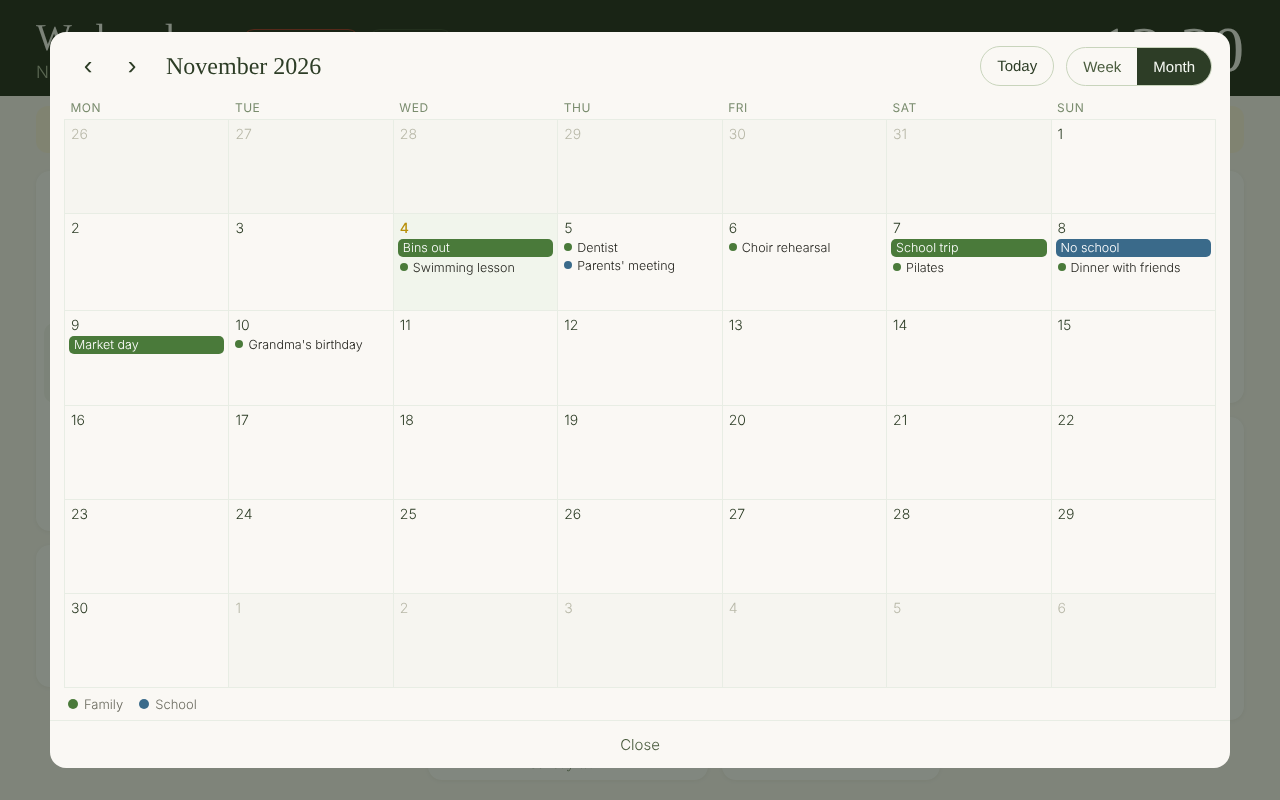 ‹ › November 2026 Today Week Month
MON TUE WED THU FRI SAT SUN
26 27 28 29 30 31 1
2 3 4 5 6 7 8
Bins out Dentist Choir rehearsal School trip No school
Swimming lesson Parents' meeting Pilates Dinner with friends
9 10 11 12 13 14 15
Market day Grandma's birthday
16 17 18 19 20 21 22
23 24 25 26 27 28 29
30 1 2 3 4 5 6
Family School
Close